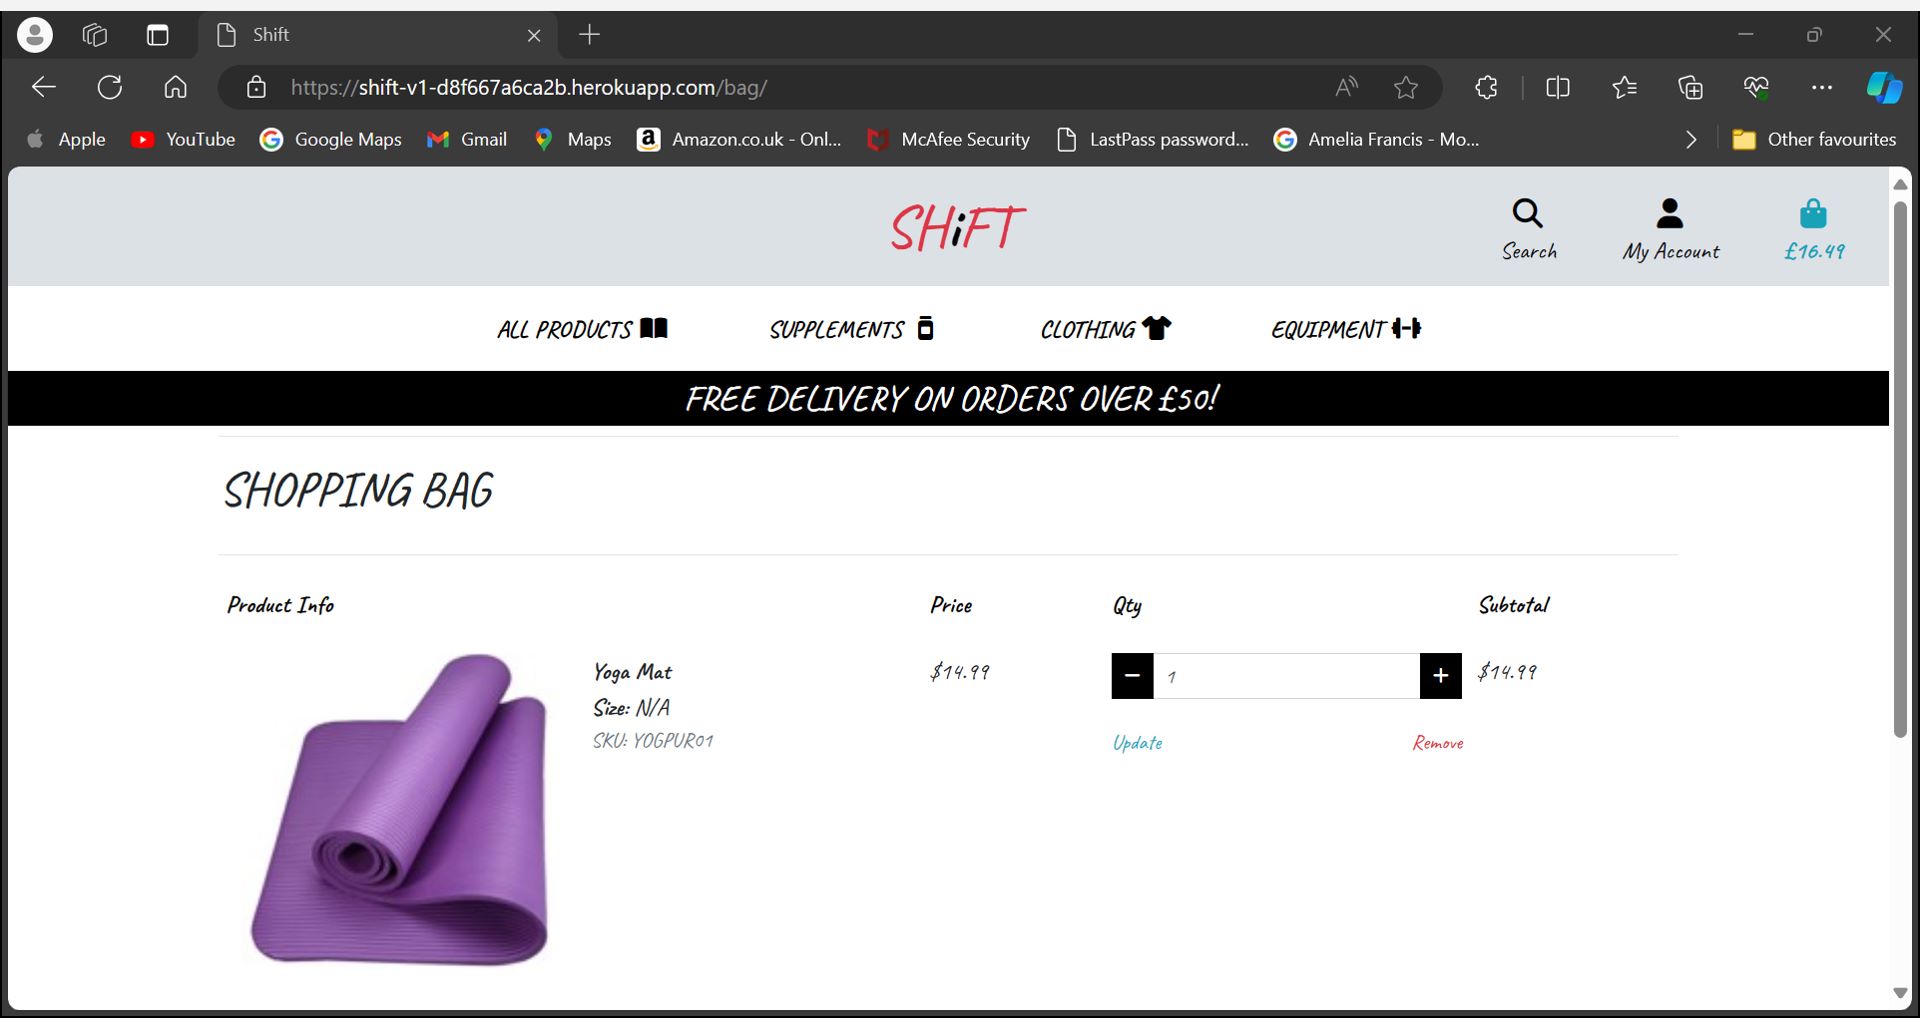 Shift
https://shift-v1-d8f667a6ca2b.herokuapp.com/bag/
Apple YouTube Google Maps Gmail Maps Amazon.co.uk - Onl... McAfee Security LastPass password... Amelia Francis - Mo... Other favourites
SHiFT
Search My Account £16.49
ALL PRODUCTS SUPPLEMENTS CLOTHING EQUIPMENT
FREE DELIVERY ON ORDERS OVER £50!
SHOPPING BAG
Product Info Price Qty Subtotal
Yoga Mat $14.99 1 $14.99
Size: N/A
SKU: YOGPUR01
Update Remove